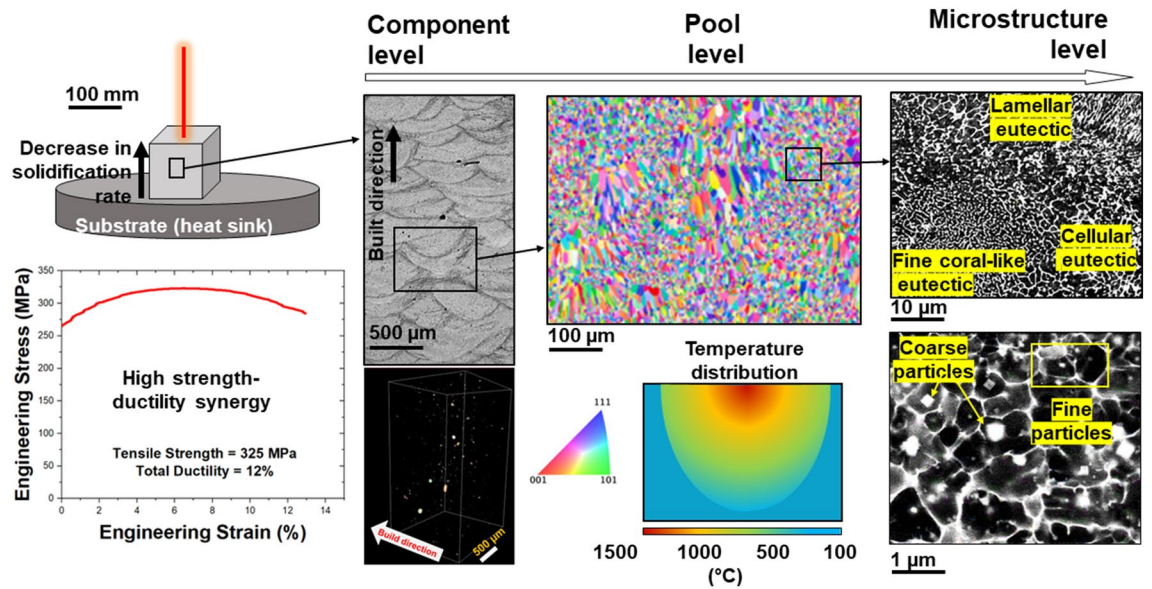 Component
level
Pool
level
Microstructure
level
100 mm
Decrease in
solidification
rate
Substrate (heat sink)
Built direction
500 µm
100 µm
Lamellar
eutectic
Cellular
eutectic
Fine coral-like
eutectic
10 µm
Engineering Stress (MPa)
350
300
250
200
150
100
50
0
High strength-
ductility synergy
Tensile Strength = 325 MPa
Total Ductility = 12%
0
2
4
6
8
10
12
14
Engineering Strain (%)
Build direction
500 µm
111
001
101
Temperature
distribution
1500
1000
500
100
(°C)
Coarse
particles
Fine
particles
1 µm